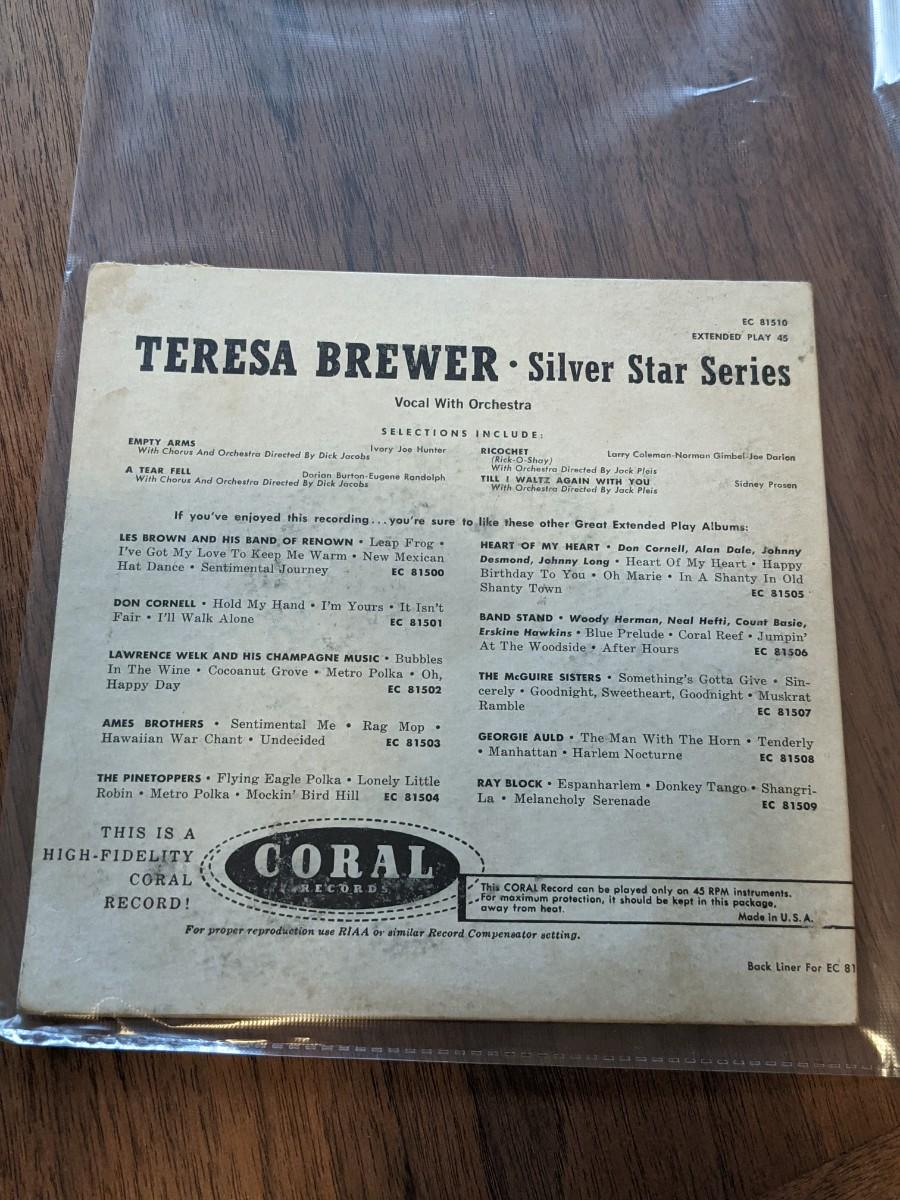 EC 81510
EXTENDED PLAY 45
TERESA BREWER • Silver Star Series
Vocal With Orchestra
SELECTIONS INCLUDE:
EMPTY ARMS Ivory Joe Hunter
With Chorus And Orchestra Directed By Dick Jacobs
A TEAR FELL Dorian Burton-Eugene Randolph
With Chorus And Orchestra Directed By Dick Jacobs
RICOCHET Larry Coleman-Norman Gimbel-Joe Darion
(Rick-O-Shay)
With Orchestra Directed By Jack Pleis
TILL I WALTZ AGAIN WITH YOU Sidney Prosen
With Orchestra Directed By Jack Pleis
If you've enjoyed this recording...you're sure to like these other Great Extended Play Albums:
LES BROWN AND HIS BAND OF RENOWN • Leap Frog •
I've Got My Love To Keep Me Warm • New Mexican
Hat Dance • Sentimental Journey EC 81500
DON CORNELL • Hold My Hand • I'm Yours • It Isn't
Fair • I'll Walk Alone EC 81501
LAWRENCE WELK AND HIS CHAMPAGNE MUSIC • Bubbles
In The Wine • Cocoanut Grove • Metro Polka • Oh,
Happy Day EC 81502
AMES BROTHERS • Sentimental Me • Rag Mop •
Hawaiian War Chant • Undecided EC 81503
THE PINETOPPERS • Flying Eagle Polka • Lonely Little
Robin • Metro Polka • Mockin' Bird Hill EC 81504
HEART OF MY HEART • Don Cornell, Alan Dale, Johnny
Desmond, Johnny Long • Heart Of My Heart • Happy
Birthday To You • Oh Marie • In A Shanty In Old
Shanty Town EC 81505
BAND STAND • Woody Herman, Neal Hefti, Count Basie,
Erskine Hawkins • Blue Prelude • Coral Reef • Jumpin'
At The Woodside • After Hours EC 81506
THE McGUIRE SISTERS • Something's Gotta Give • Sin-
cerely • Goodnight, Sweetheart, Goodnight • Muskrat
Ramble EC 81507
GEORGIE AULD • The Man With The Horn • Tenderly
• Manhattan • Harlem Nocturne EC 81508
RAY BLOCK • Espanharlem • Donkey Tango • Shangri-
La • Melancholy Serenade EC 81509
THIS IS A
HIGH-FIDELITY
CORAL
RECORD!
CORAL
RECORDS
This CORAL Record can be played only on 45 RPM instruments.
For maximum protection, it should be kept in this package,
away from heat.
Made in U.S.A.
For proper reproduction use RIAA or similar Record Compensator setting.
Back Liner For EC 81